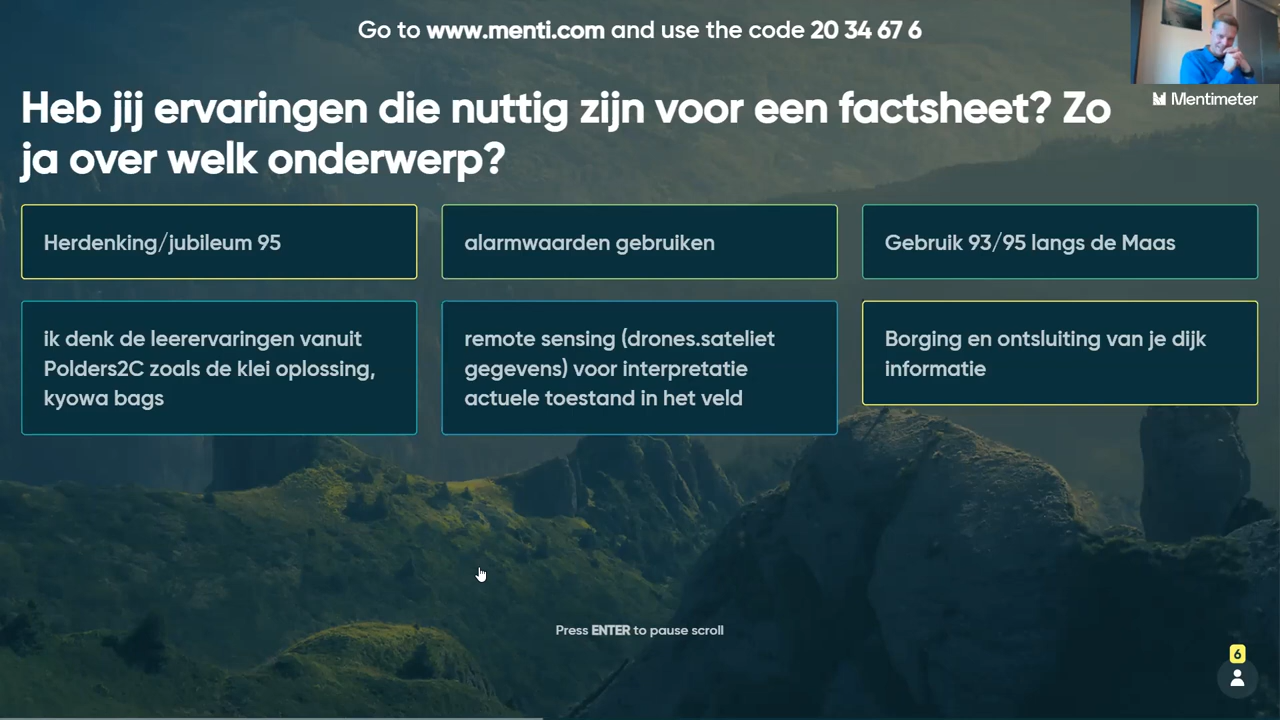 Go to www.menti.com and use the code 20 34 67 6
Mentimeter
Heb jij ervaringen die nuttig zijn voor een factsheet? Zo
ja over welk onderwerp?
Herdenking/jubileum 95
alarmwaarden gebruiken
Gebruik 93/95 langs de Maas
ik denk de leerervaringen vanuit
Polders2C zoals de klei oplossing,
kyowa bags
remote sensing (drones.sateliet
gegevens) voor interpretatie
actuele toestand in het veld
Borging en ontsluiting van je dijk
informatie
Press ENTER to pause scroll
6